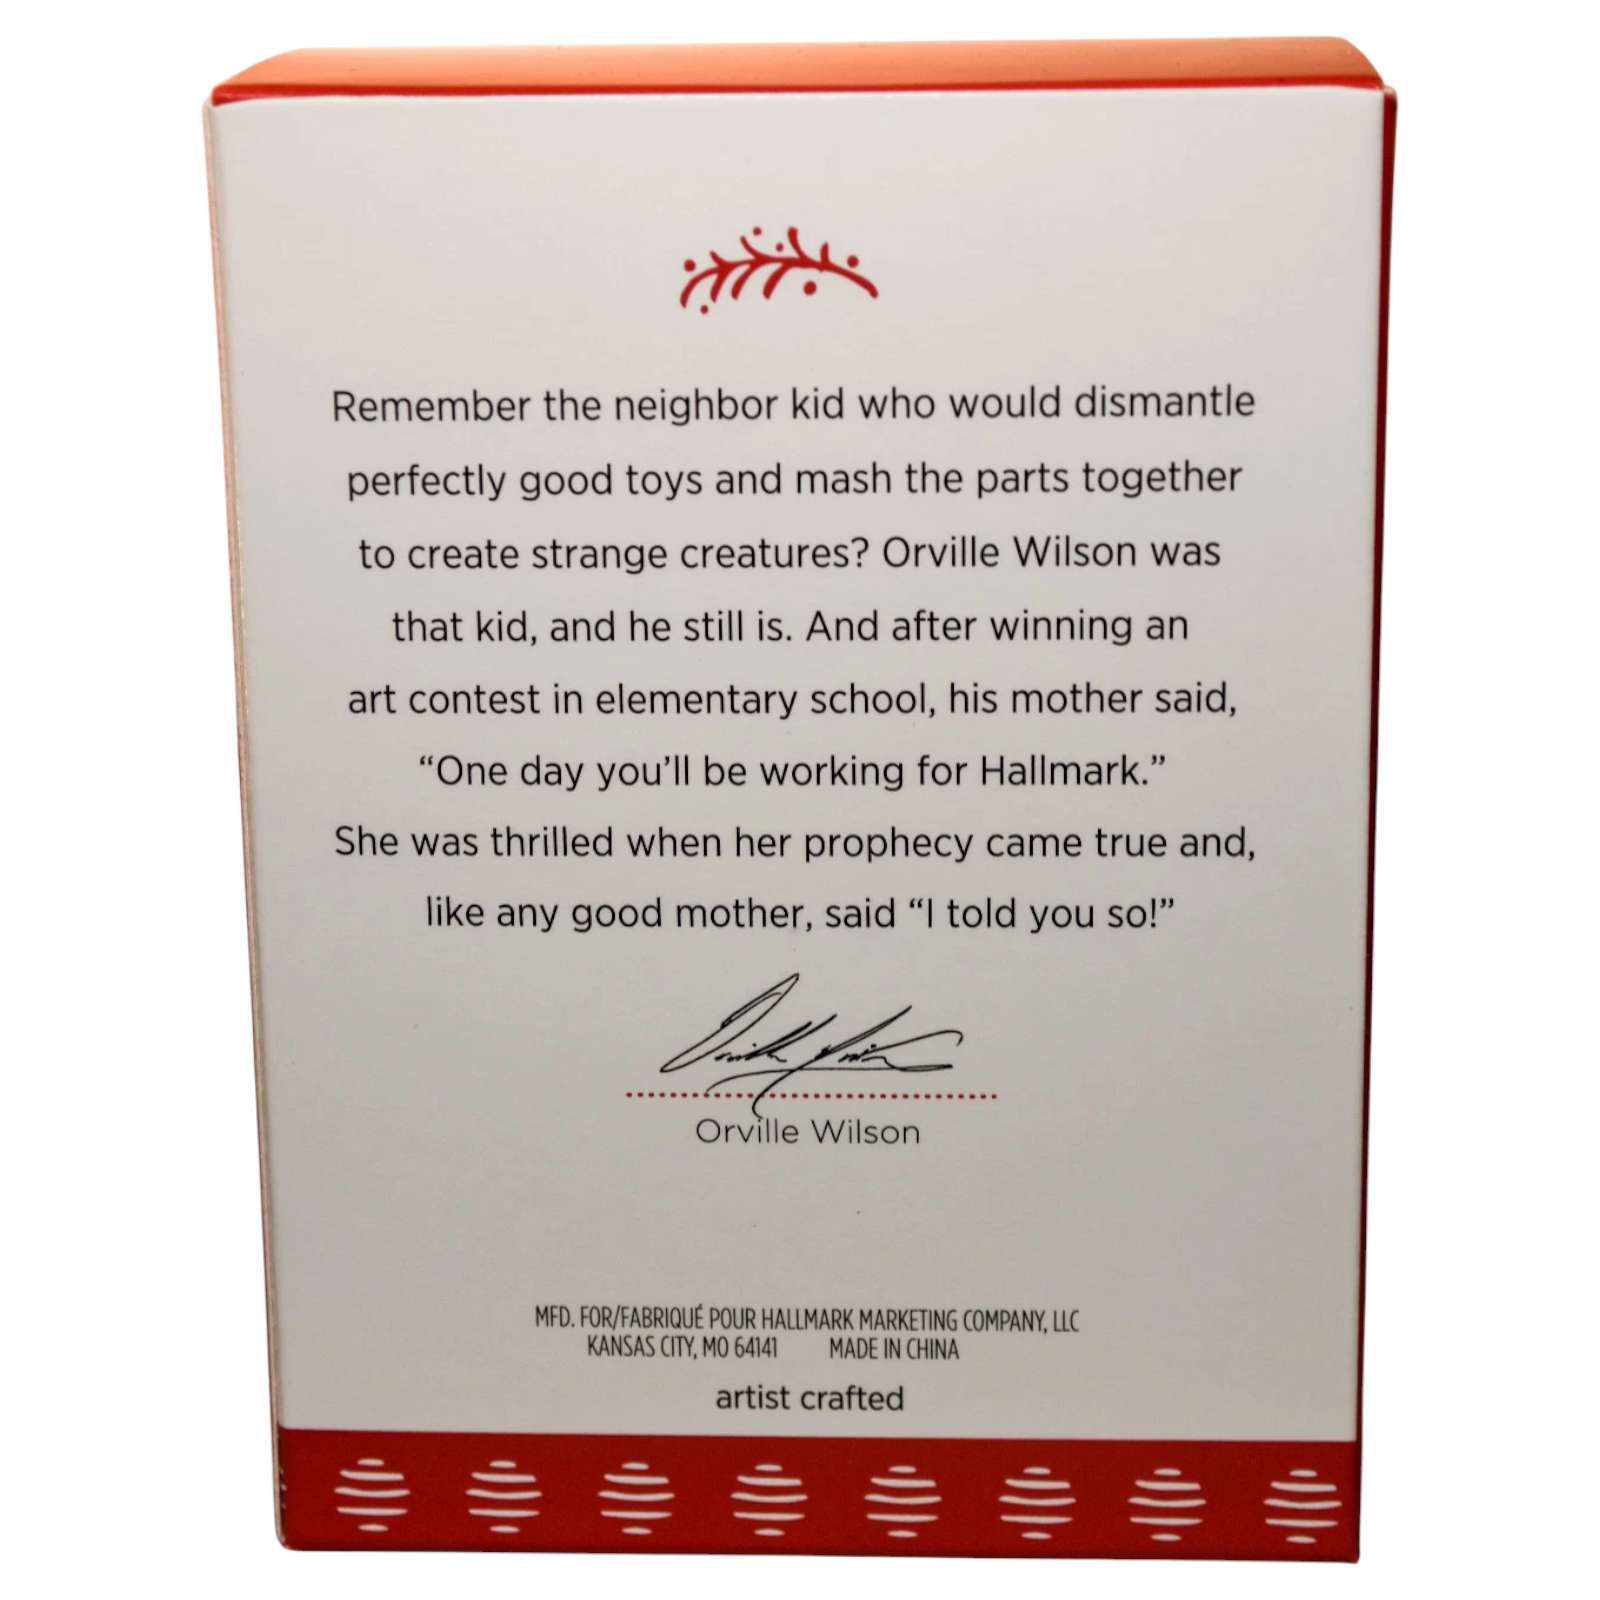 Remember the neighbor kid who would dismantle
perfectly good toys and mash the parts together
to create strange creatures? Orville Wilson was
that kid, and he still is. And after winning an
art contest in elementary school, his mother said,
“One day you’ll be working for Hallmark.”
She was thrilled when her prophecy came true and,
like any good mother, said “I told you so!”
Orville Wilson
Orville Wilson
MFD. FOR/FABRIQUÉ POUR HALLMARK MARKETING COMPANY, LLC
KANSAS CITY, MO 64141 MADE IN CHINA
artist crafted